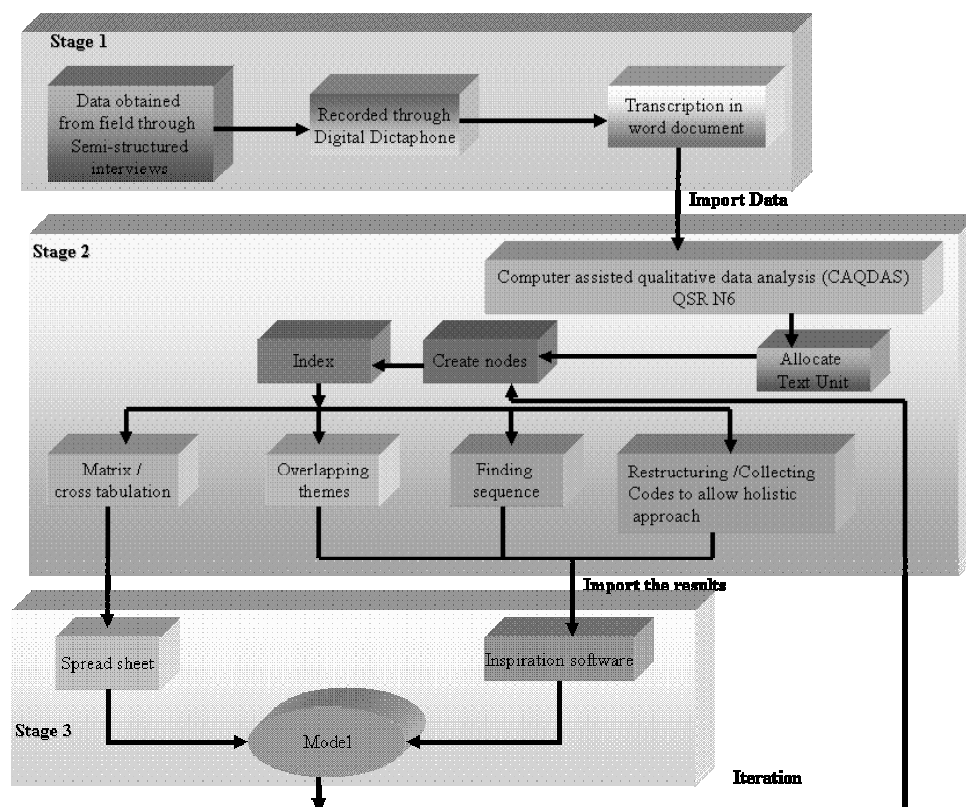 Stage 1
Data obtained
from field through
Semi-structured
interviews
Recorded through
Digital Dictaphone
Transcription in
word document
Import Data
Stage 2
Computer assisted qualitative data analysis (CAQDAS)
QSR N6
Index
Create nodes
Allocate
Text Unit
Matrix /
cross tabulation
Overlapping
themes
Finding
sequence
Restructuring /Collecting
Codes to allow holistic
approach
Import the results
Spread sheet
Inspiration software
Stage 3
Model
Iteration